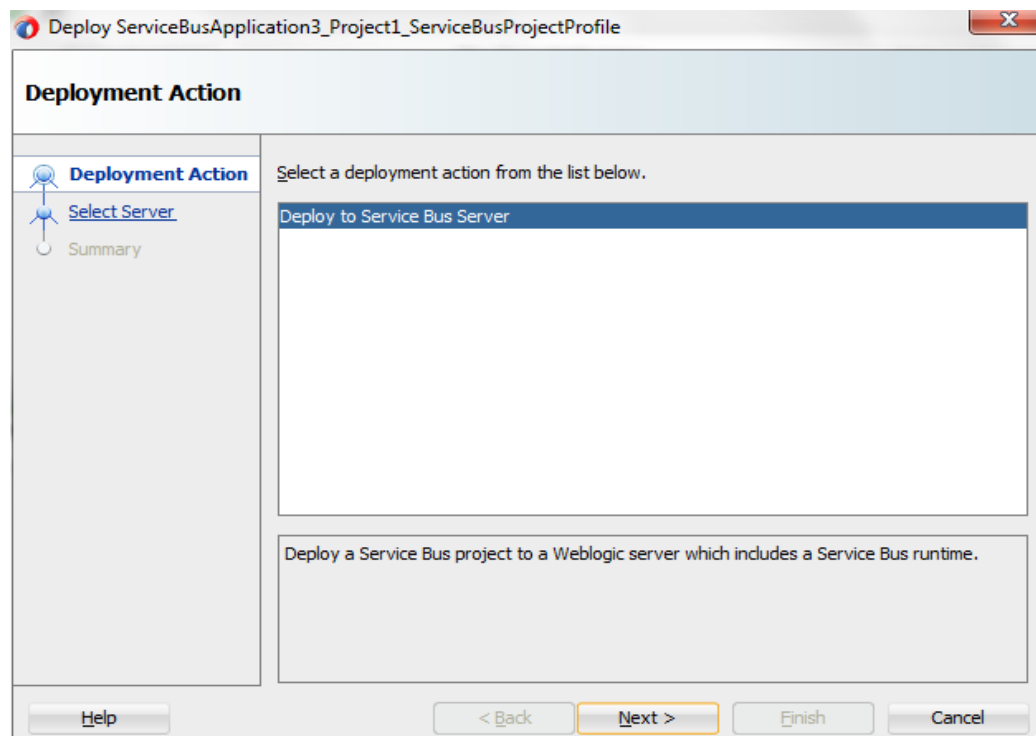 Deploy ServiceBusApplication3_Project1_ServiceBusProjectProfile
Deployment Action
Deployment Action
Select Server
Summary
Select a deployment action from the list below.
Deploy to Service Bus Server
Deploy a Service Bus project to a Weblogic server which includes a Service Bus runtime.
Help
< Back
Next >
Finish
Cancel